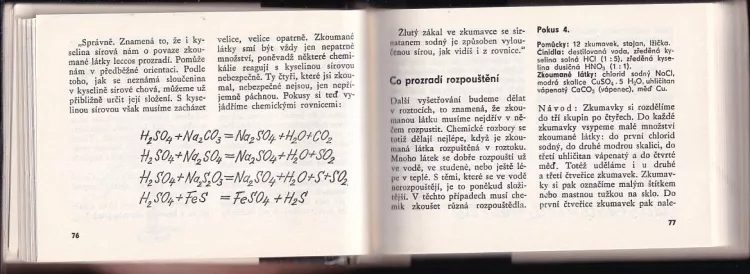 „Správně. Znamená to, že i ky-
selina sírová nám o povaze zkou-
mané látky leccos prozradí. Pomůže
nám v předběžné orientaci. Podle
toho, jak se neznámá sloučenina
v kyselině sírové chová, můžeme už
přibližně určit její složení. S kyse-
linou sírovou však musíme zacházet
velice, velice opatrně. Zkoumané
látky smí být vždy jen nepatrné
množství, poněvadž některé chemi-
kálie reagují s kyselinou sírovou
nebezpečně. Ty čtyři, které jsi zkou-
mal, nebezpečné nejsou, jen nepří-
jemně páchnou. Pokusy si teď vy-
jádříme chemickými rovnicemi:
H₂SO₄+Na₂CO₃=Na₂SO₄+H₂O+CO₂
H₂SO₄+Na₂SO₃=Na₂SO₄+H₂O+SO₂
H₂SO₄+Na₂S₂O₃=Na₂SO₄+H₂O+S+SO₂
H₂SO₄+FeS = FeSO₄+H₂S
76
Žlutý zákal ve zkumavce se sir-
natanem sodný je způsoben vylou-
čenou sírou, jak vidíš i z rovnice."
Co prozradí rozpouštění
Další vyšetřování budeme dělat
v roztocích, to znamená, že zkou-
manou látku musíme nejdřív v ně-
čem rozpustit. Chemické rozbory se
totiž dělají nejlépe, když je zkou-
maná látka rozpuštěná v roztoku.
Mnoho látek se dobře rozpouští už
ve vodě, ve studené, nebo ještě lé-
pe v teplé. S těmi, které se ve vodě
nerozpouštějí, je to poněkud složi-
tější. V těchto případech musí che-
mik zkoušet různá rozpouštědla.
Pokus 4.
Pomůcky: 12 zkumavek, stojan, lžička.
Činidla: destilovaná voda, zředěná ky-
selina solná HCl (1 : 5), zředěná kyse-
lina dusičná HNO₃ (1 : 1).
Zkoumané látky: chlorid sodný NaCl,
modrá skalice CuSO₄ . 5 H₂O, uhličitan
vápenatý CaCO₃ (vápenec), měď Cu.
Návod: Zkumavky si rozdělíme
do tří skupin po čtyřech. Do každé
zkumavky vsypeme malé množství
zkoumané látky: do první chlorid
sodný, do druhé modrou skalici, do
třetí uhličitan vápenatý a do čtvrté
měď. Totéž uděláme i u druhé
a třetí čtveřice zkumavek. Zkumav-
ky si pak označíme malým štítkem
nebo mastnou tužkou na sklo. Do
první čtveřice zkumavek pak nale-
77